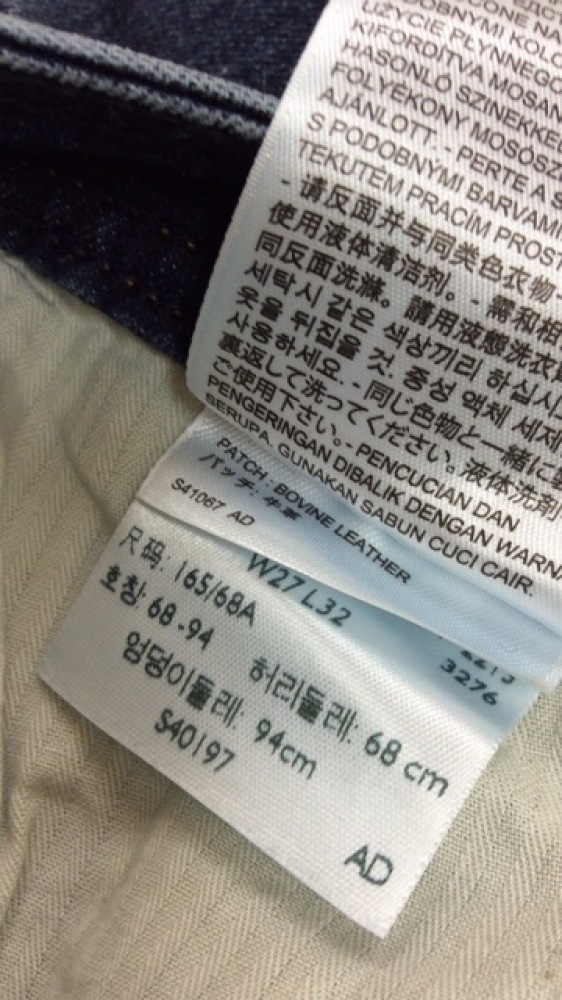 UŻYCIE PŁYNNEGO
KIFORDÍTVA MOSAN
HASONLÓ SZINEKKEL
FOLYÉKONY MOSÓSZ
AJÁNLOTT. - PERTE A S
S PODOBNÝMI BARVAMI
TEKUTÉM PRACÍM PROST
- 请反面并与同类色衣物
使用液体清洁剂。- 需和相
同反面洗滌。請用液態洗衣
세탁시 같은 색상끼리 하십시
옷을 뒤집을 것. 중성 액체 세제
사용하세요. - 同じ色物と一緒に
裏返して洗ってください。液体洗剤
ご使用下さい。- PENCUCIAN DAN
PENGERINGAN DIBALIK DENGAN WARNA
SERUPA. GUNAKAN SABUN CUCI CAIR.
PATCH: BOVINE LEATHER
パッチ: 牛革
S41067 AD
W27 L32
3276
尺码: 165/68A
호칭: 68-94
허리둘레: 68 cm
엉덩이둘레: 94cm
S40197
AD